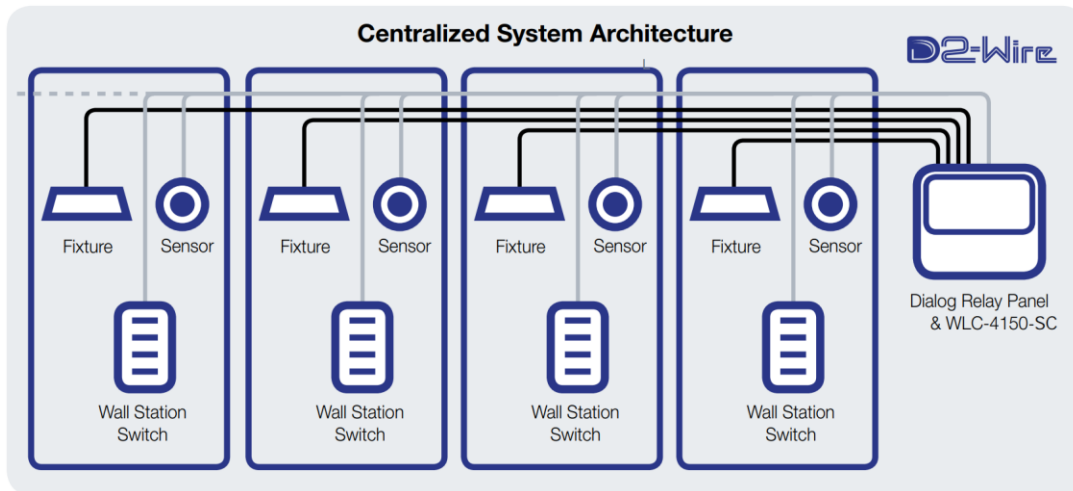 Centralized System Architecture
D2-Wire
Fixture
Sensor
Fixture
Sensor
Fixture
Sensor
Fixture
Sensor
Dialog Relay Panel
& WLC-4150-SC
Wall Station
Switch
Wall Station
Switch
Wall Station
Switch
Wall Station
Switch